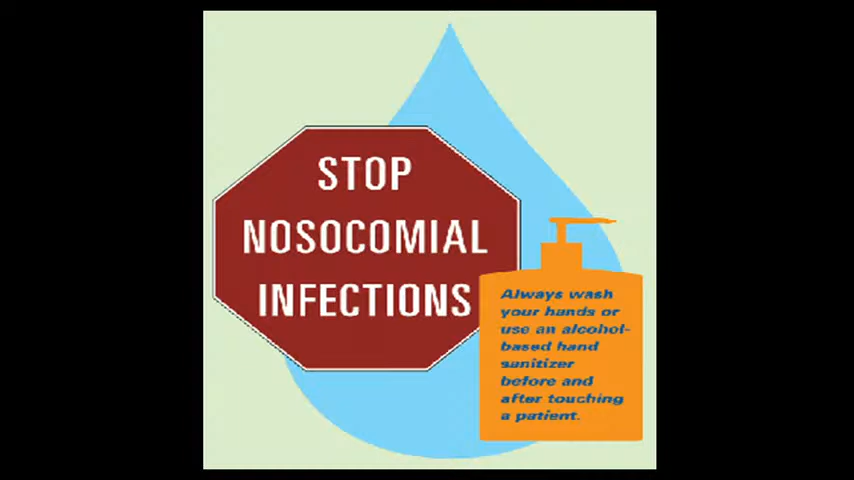 STOP
NOSOCOMIAL
INFECTIONS
Always wash
your hands or
use an alcohol-
based hand
sanitizer
before and
after touching
a patient.